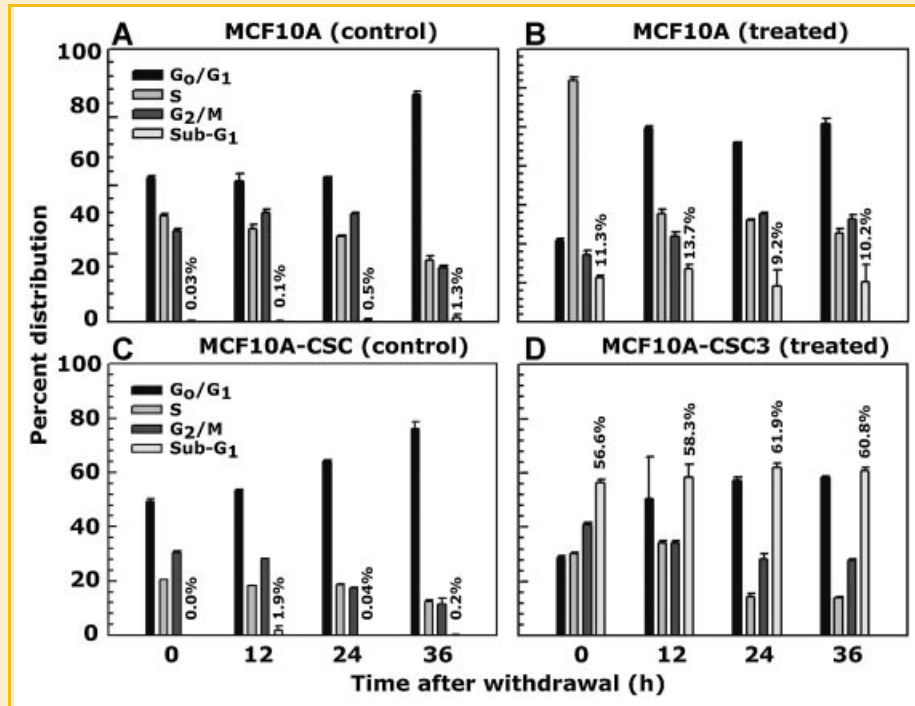 A MCF10A (control)
B MCF10A (treated)
100
80
60
40
20
0
G₀/G₁
S
G₂/M
Sub-G₁
0.03%
0.1%
0.5%
1.3%
11.3%
13.7%
9.2%
10.2%
C MCF10A-CSC (control)
D MCF10A-CSC3 (treated)
100
80
60
40
20
0
G₀/G₁
S
G₂/M
Sub-G₁
0.0%
1.9%
0.04%
0.2%
56.6%
58.3%
61.9%
60.8%
Percent distribution
0 12 24 36
0 12 24 36
Time after withdrawal (h)